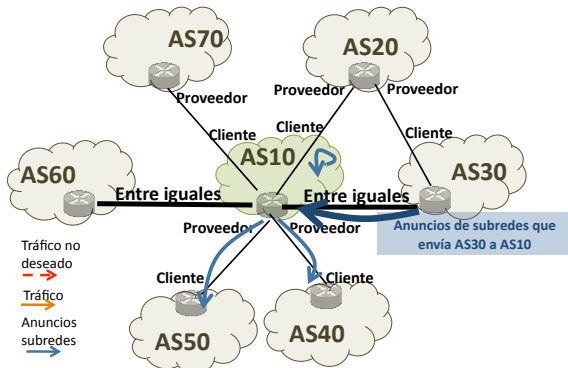 AS70
AS20
Proveedor
Proveedor
Proveedor
Cliente
Cliente
Cliente
AS10
AS60
AS30
Entre iguales
Entre iguales
Anuncios de subredes que
envía AS30 a AS10
Proveedor
Proveedor
Tráfico no
deseado
Cliente
Cliente
Tráfico
Anuncios
subredes
AS50
AS40